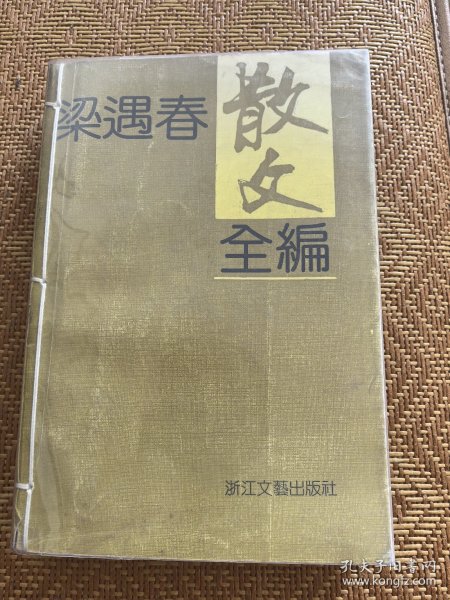 梁遇春
散文
全編
浙江文藝出版社
孔夫子旧书网
www.kongfz.com